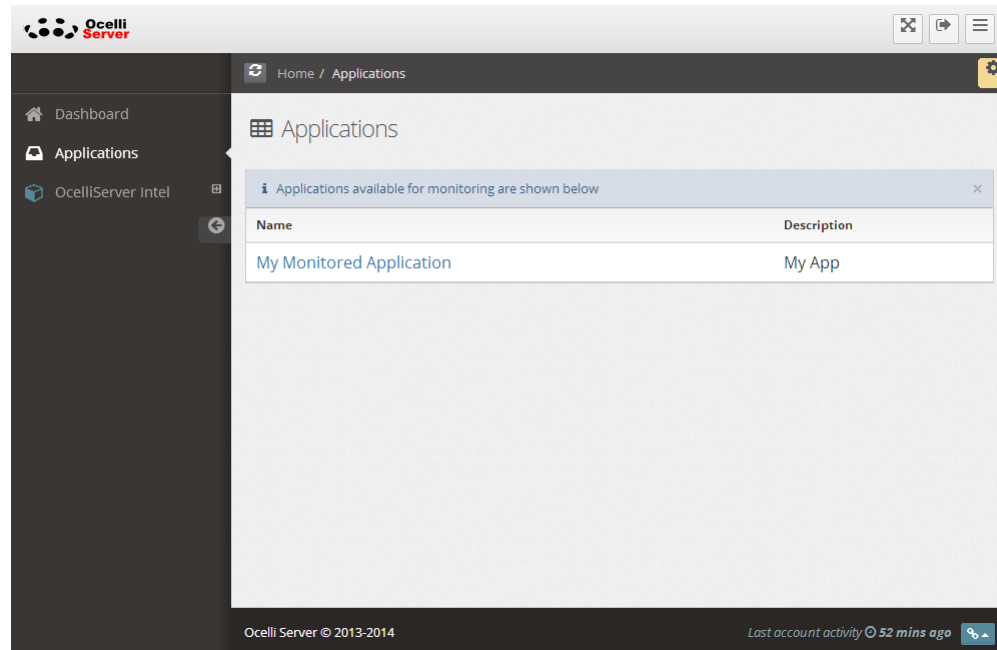 Ocelli
Server
Home / Applications
Dashboard
Applications
OcelliServer Intel
Applications
Applications available for monitoring are shown below
Name Description
My Monitored Application My App
Ocelli Server © 2013-2014 Last account activity 52 mins ago